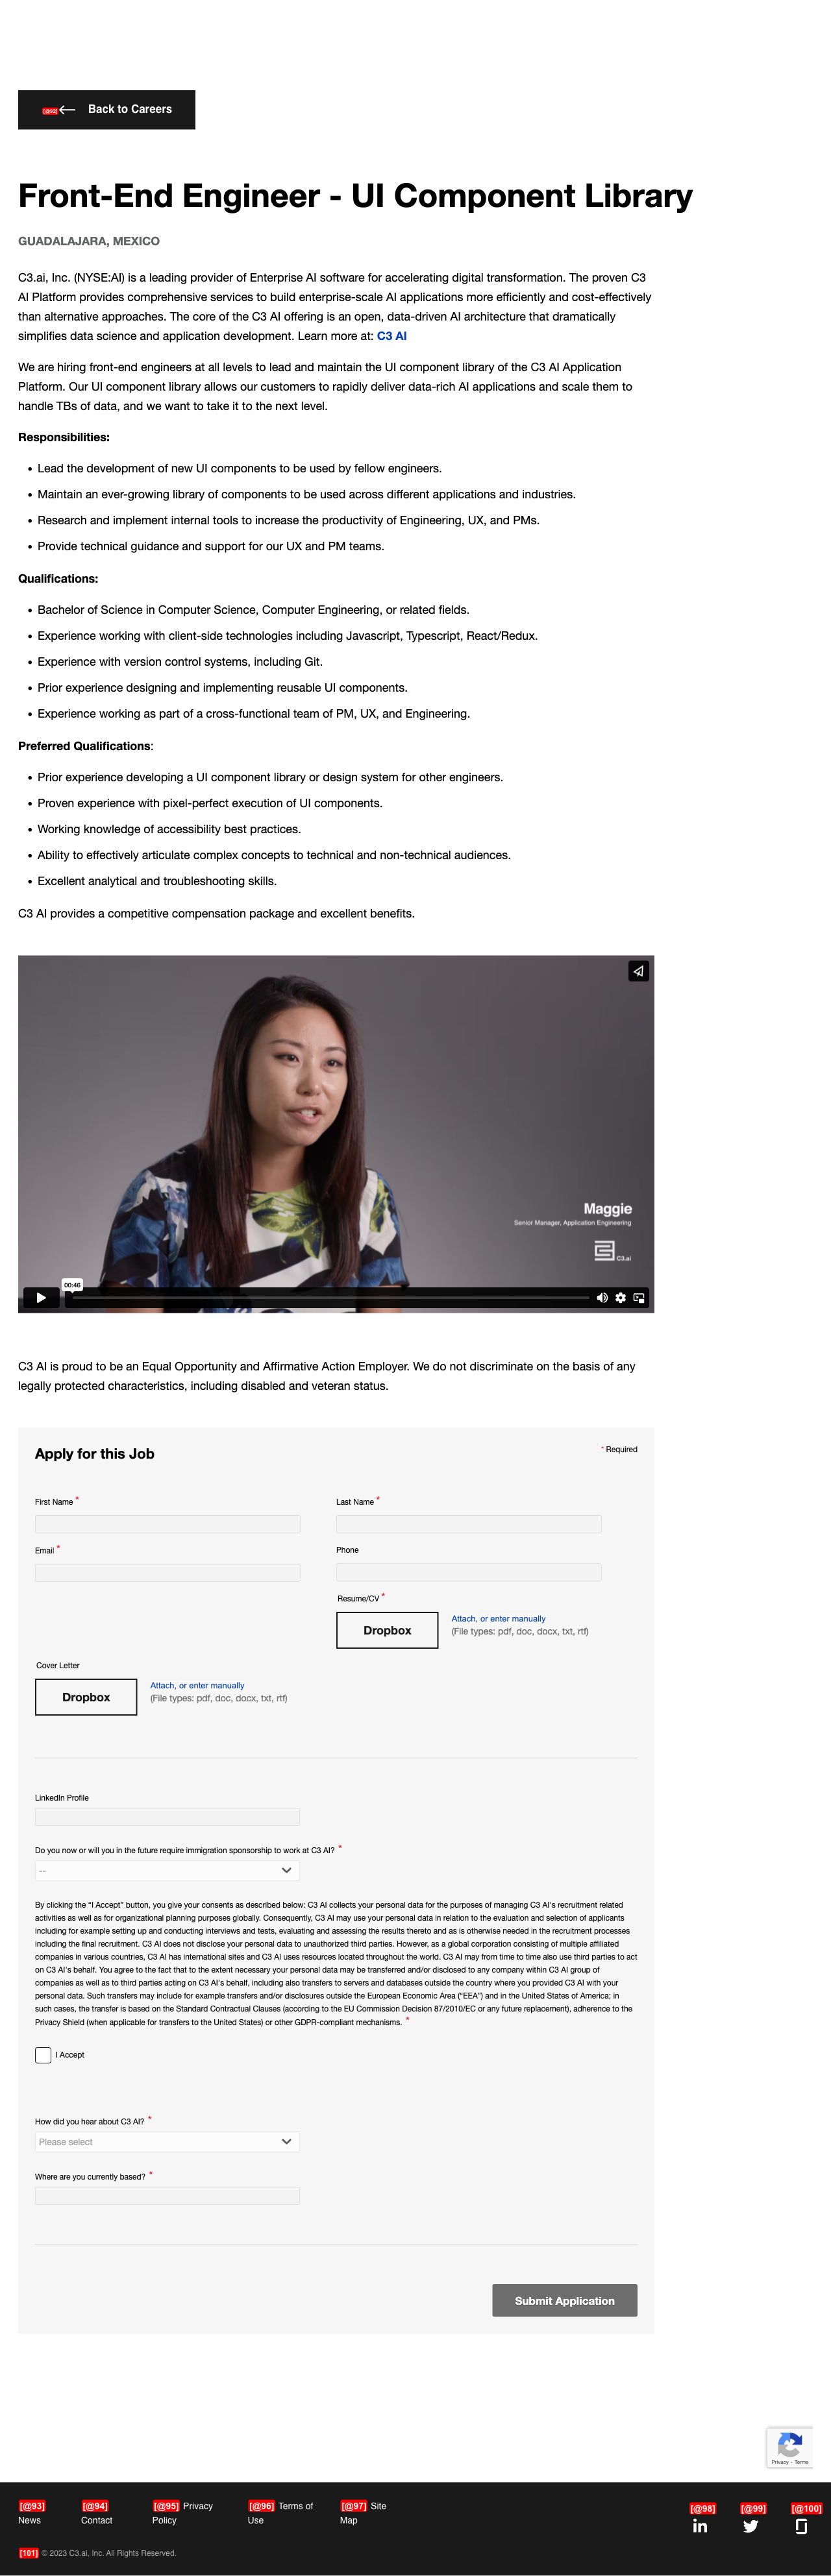 [@92] Back to Careers
Front-End Engineer - UI Component Library
GUADALAJARA, MEXICO
C3.ai, Inc. (NYSE:AI) is a leading provider of Enterprise AI software for accelerating digital transformation. The proven C3
AI Platform provides comprehensive services to build enterprise-scale AI applications more efficiently and cost-effectively
than alternative approaches. The core of the C3 AI offering is an open, data-driven AI architecture that dramatically
simplifies data science and application development. Learn more at: C3 AI
We are hiring front-end engineers at all levels to lead and maintain the UI component library of the C3 AI Application
Platform. Our UI component library allows our customers to rapidly deliver data-rich AI applications and scale them to
handle TBs of data, and we want to take it to the next level.
Responsibilities:
• Lead the development of new UI components to be used by fellow engineers.
• Maintain an ever-growing library of components to be used across different applications and industries.
• Research and implement internal tools to increase the productivity of Engineering, UX, and PMs.
• Provide technical guidance and support for our UX and PM teams.
Qualifications:
• Bachelor of Science in Computer Science, Computer Engineering, or related fields.
• Experience working with client-side technologies including Javascript, Typescript, React/Redux.
• Experience with version control systems, including Git.
• Prior experience designing and implementing reusable UI components.
• Experience working as part of a cross-functional team of PM, UX, and Engineering.
Preferred Qualifications:
• Prior experience developing a UI component library or design system for other engineers.
• Proven experience with pixel-perfect execution of UI components.
• Working knowledge of accessibility best practices.
• Ability to effectively articulate complex concepts to technical and non-technical audiences.
• Excellent analytical and troubleshooting skills.
C3 AI provides a competitive compensation package and excellent benefits.
Maggie
Senior Manager, Application Engineering
C3.ai
00:46
C3 AI is proud to be an Equal Opportunity and Affirmative Action Employer. We do not discriminate on the basis of any
legally protected characteristics, including disabled and veteran status.
Apply for this Job
* Required
First Name *
Last Name *
Email *
Phone
Resume/CV *
Dropbox
Attach, or enter manually
(File types: pdf, doc, docx, txt, rtf)
Cover Letter
Dropbox
Attach, or enter manually
(File types: pdf, doc, docx, txt, rtf)
LinkedIn Profile
Do you now or will you in the future require immigration sponsorship to work at C3 AI? *
--
By clicking the “I Accept” button, you give your consents as described below: C3 AI collects your personal data for the purposes of managing C3 AI's recruitment related
activities as well as for organizational planning purposes globally. Consequently, C3 AI may use your personal data in relation to the evaluation and selection of applicants
including for example setting up and conducting interviews and tests, evaluating and assessing the results thereto and as is otherwise needed in the recruitment processes
including the final recruitment. C3 AI does not disclose your personal data to unauthorized third parties. However, as a global corporation consisting of multiple affiliated
companies in various countries, C3 AI has international sites and C3 AI uses resources located throughout the world. C3 AI may from time to time also use third parties to act
on C3 AI's behalf. You agree to the fact that to the extent necessary your personal data may be transferred and/or disclosed to any company within C3 AI group of
companies as well as to third parties acting on C3 AI's behalf, including also transfers to servers and databases outside the country where you provided C3 AI with your
personal data. Such transfers may include for example transfers and/or disclosures outside the European Economic Area (“EEA”) and in the United States of America; in
such cases, the transfer is based on the Standard Contractual Clauses (according to the EU Commission Decision 87/2010/EC or any future replacement), adherence to the
Privacy Shield (when applicable for transfers to the United States) or other GDPR-compliant mechanisms. *
I Accept
How did you hear about C3 AI? *
Please select
Where are you currently based? *
Submit Application
Privacy - Terms
[@93] News
[@94] Contact
[@95] Privacy Policy
[@96] Terms of Use
[@97] Site Map
[@98]
in
[@99]
[@100]
[101] © 2023 C3.ai, Inc. All Rights Reserved.